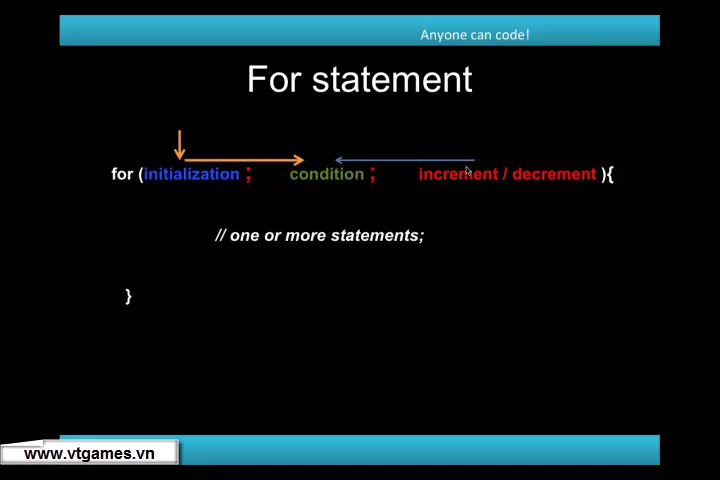 Anyone can code!
For statement
for (initialization ; condition ; increment / decrement ){
// one or more statements;
}
www.vtgames.vn